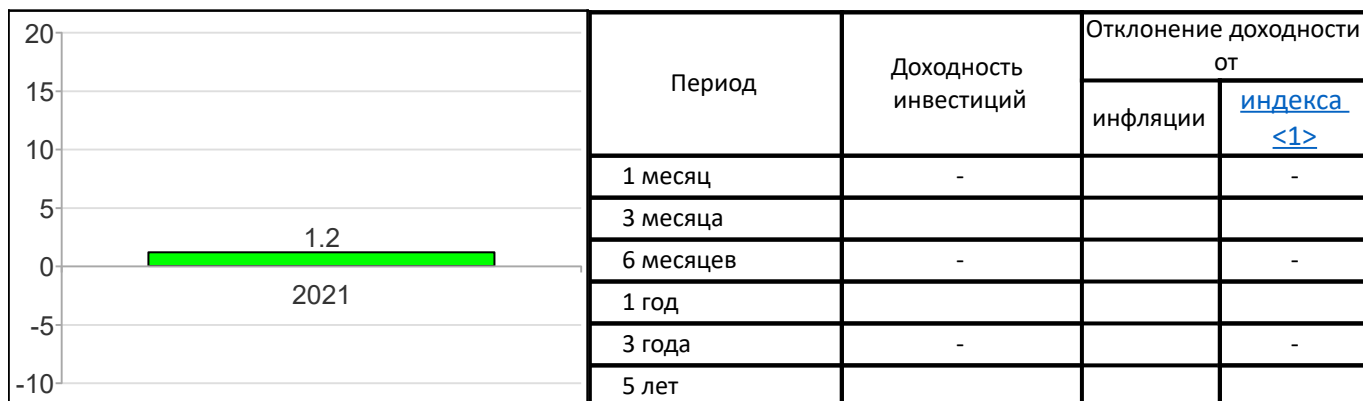 20
15
10
5
0
-5
-10
1.2
2021
Период
Доходность
инвестиций
Отклонение доходности
от
инфляции
индекса
<1>
1 месяц - -
3 месяца
6 месяцев - -
1 год
3 года - -
5 лет